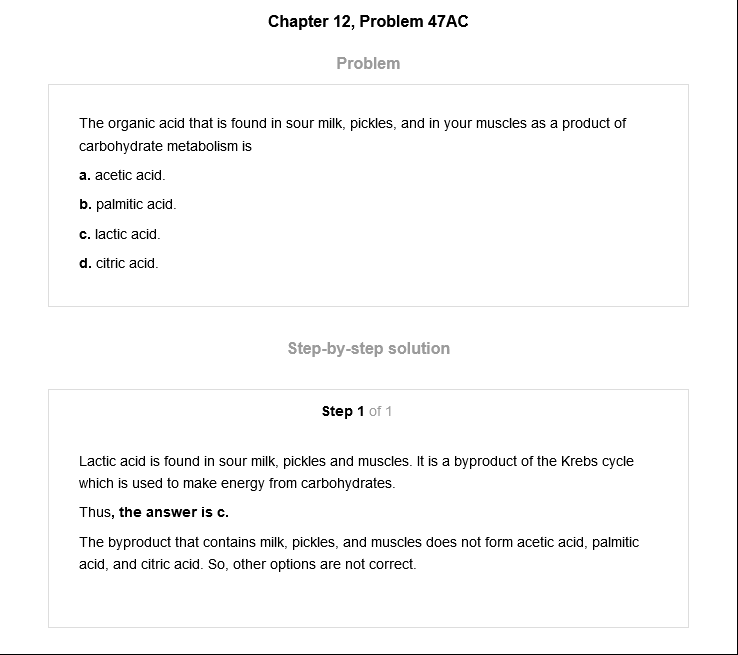 Chapter 12, Problem 47AC
Problem
The organic acid that is found in sour milk, pickles, and in your muscles as a product of
carbohydrate metabolism is
a. acetic acid.
b. palmitic acid.
c. lactic acid.
d. citric acid.
Step-by-step solution
Step 1 of 1
Lactic acid is found in sour milk, pickles and muscles. It is a byproduct of the Krebs cycle
which is used to make energy from carbohydrates.
Thus, the answer is c.
The byproduct that contains milk, pickles, and muscles does not form acetic acid, palmitic
acid, and citric acid. So, other options are not correct.